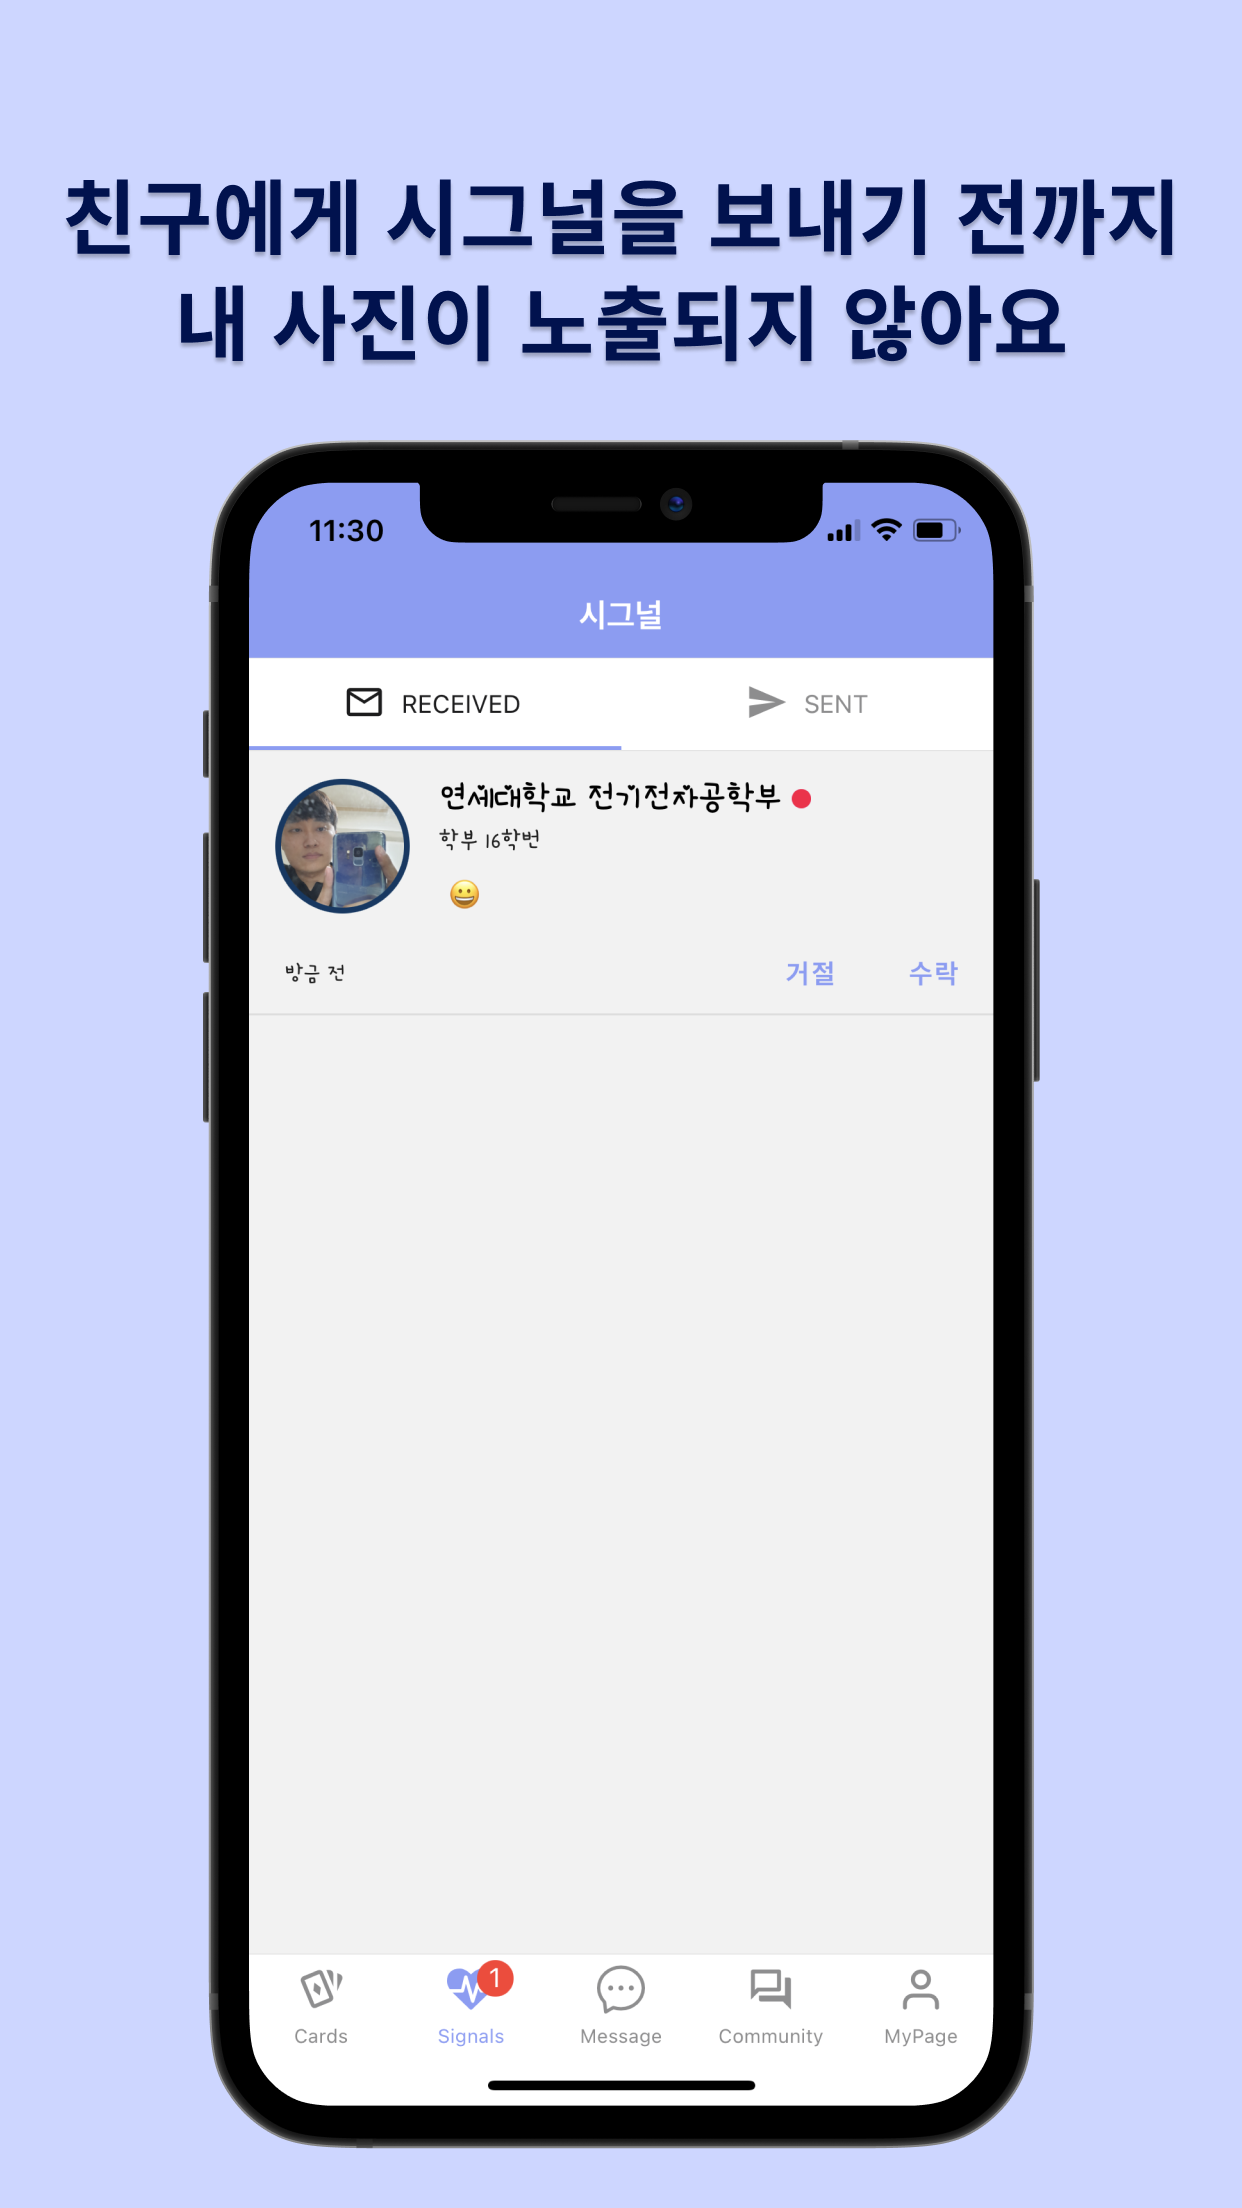 친구에게 시그널을 보내기 전까지
내 사진이 노출되지 않아요
11:30
시그널
RECEIVED
SENT
연세대학교 전기전자공학부
학부 16학번
방금 전
거절
수락
1
Cards
Signals
Message
Community
MyPage